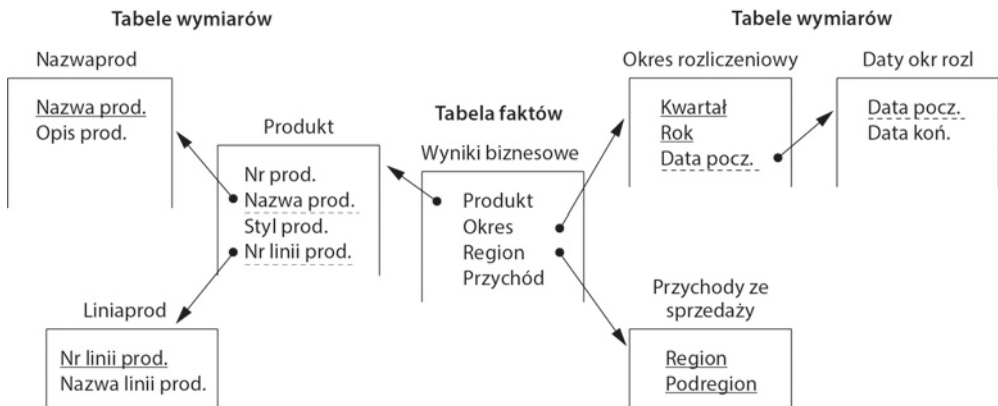 Tabele wymiarów
Tabele wymiarów
Nazwaprod
Nazwa prod.
Opis prod.
Produkt
Nr prod.
Nazwa prod.
Styl prod.
Nr linii prod.
Liniaprod
Nr linii prod.
Nazwa linii prod.
Tabela faktów
Wyniki biznesowe
Produkt
Okres
Region
Przychód
Okres rozliczeniowy
Kwartał
Rok
Data pocz.
Daty okr rozl
Data pocz.
Data koń.
Przychody ze
sprzedaży
Region
Podregion